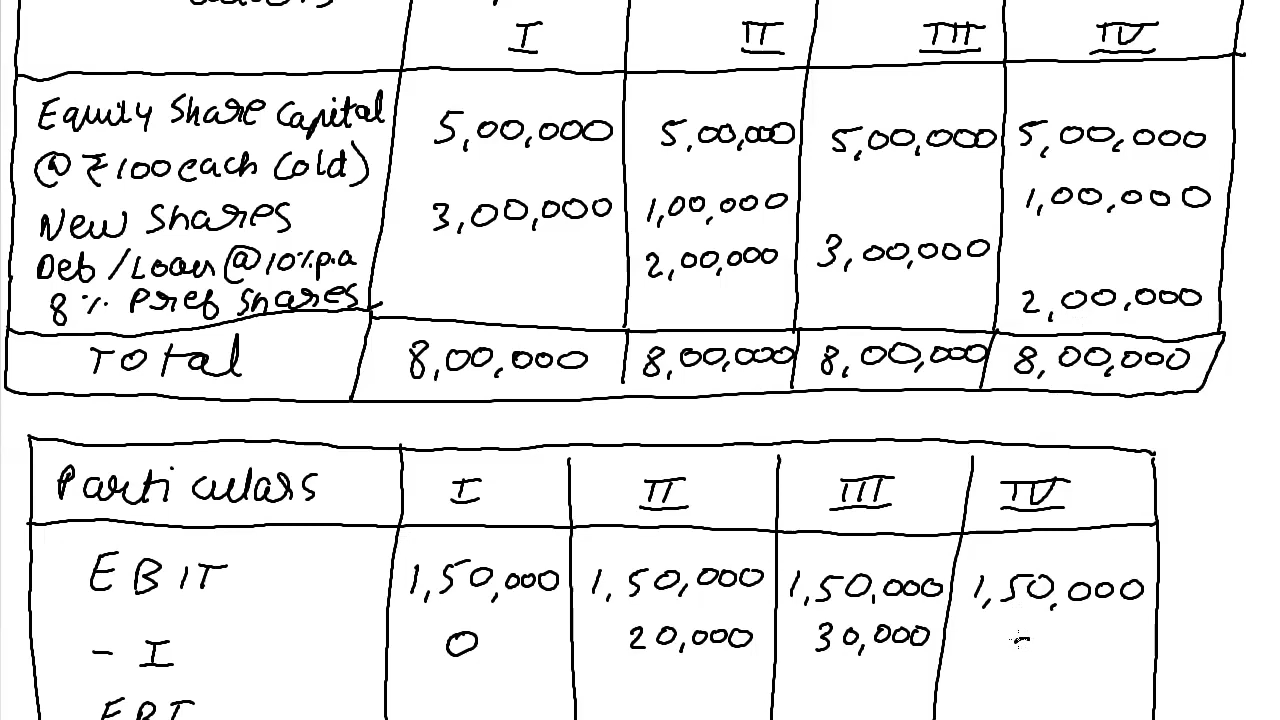 I II III IV
Equity Share Capital 5,00,000 5,00,000 5,00,000 5,00,000
@ ₹100 each (old)
New Shares 3,00,000 1,00,000 1,00,000
Deb/Loan @10% p.a 2,00,000 3,00,000
8% Pref Shares 2,00,000
Total 8,00,000 8,00,000 8,00,000 8,00,000
Particulars I II III IV
EBIT 1,50,000 1,50,000 1,50,000 1,50,000
- I 0 20,000 30,000 -
EBT